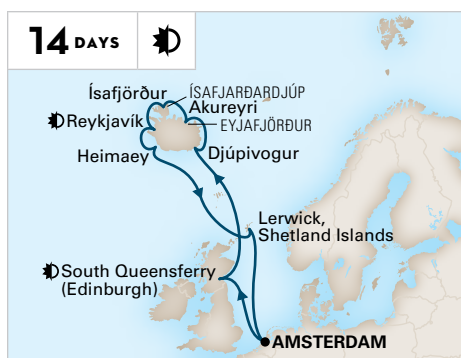 14 DAYS
Ísafjörður
ÍSAFJARÐARDJÚP
Akureyri
Reykjavík
EYJAFJÖRÐUR
Heimaey
Djúpivogur
Lerwick,
Shetland Islands
South Queensferry
(Edinburgh)
AMSTERDAM